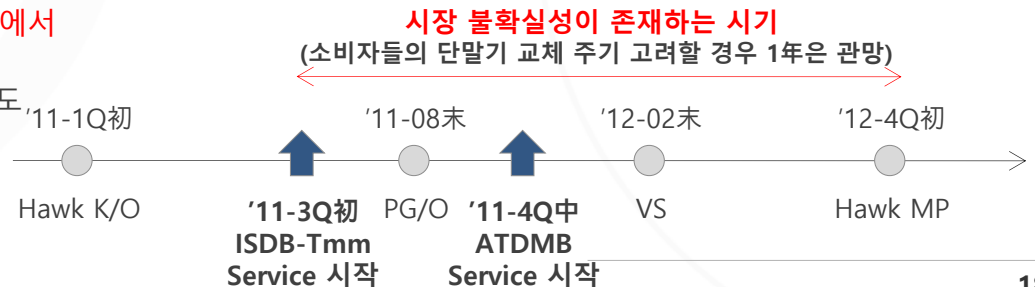 에서
시장 불확실성이 존재하는 시기
(소비자들의 단말기 교체 주기 고려할 경우 1년은 관망)
도
'11-1Q初
'11-08末
'12-02末
'12-4Q初
Hawk K/O
'11-3Q初
ISDB-Tmm
Service 시작
PG/O
'11-4Q中
ATDMB
Service 시작
VS
Hawk MP